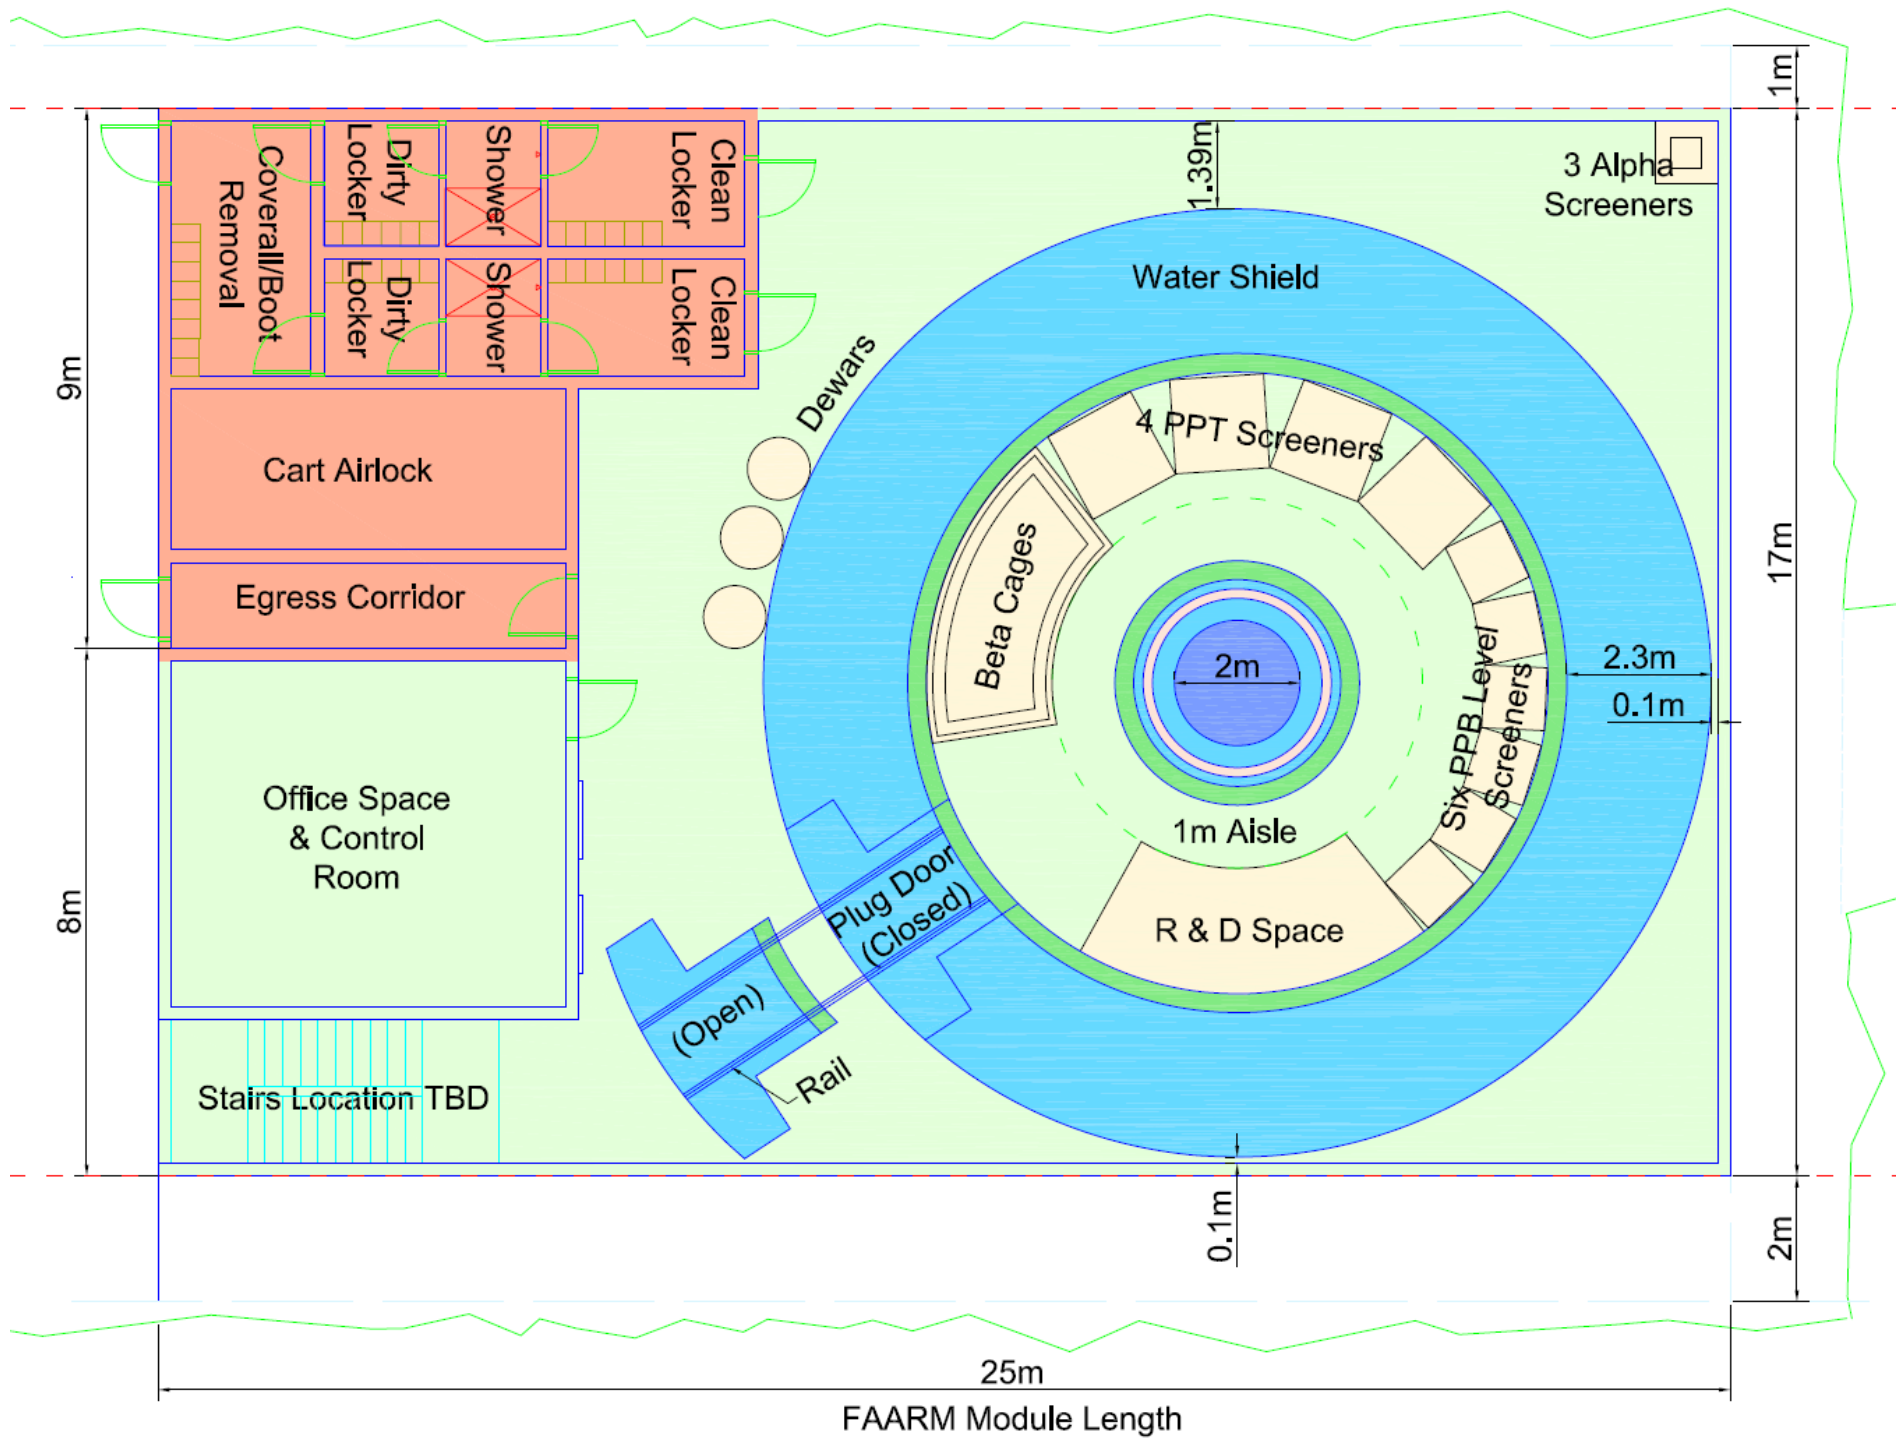 1m
3 Alpha
Screeners
1.39m
Coverall/Boot
Removal
Dirty
Locker
Shower
Clean
Locker
Dirty
Locker
Shower
Clean
Locker
Water Shield
Dewars
9m
17m
4 PPT Screeners
Cart Airlock
Beta Cages
Egress Corridor
2m
2.3m
0.1m
Six PPB Level
Screeners
Office Space
& Control
Room
1m Aisle
Plug Door
(Closed)
R & D Space
8m
(Open)
Rail
Stairs Location TBD
0.1m
2m
25m
FAARM Module Length